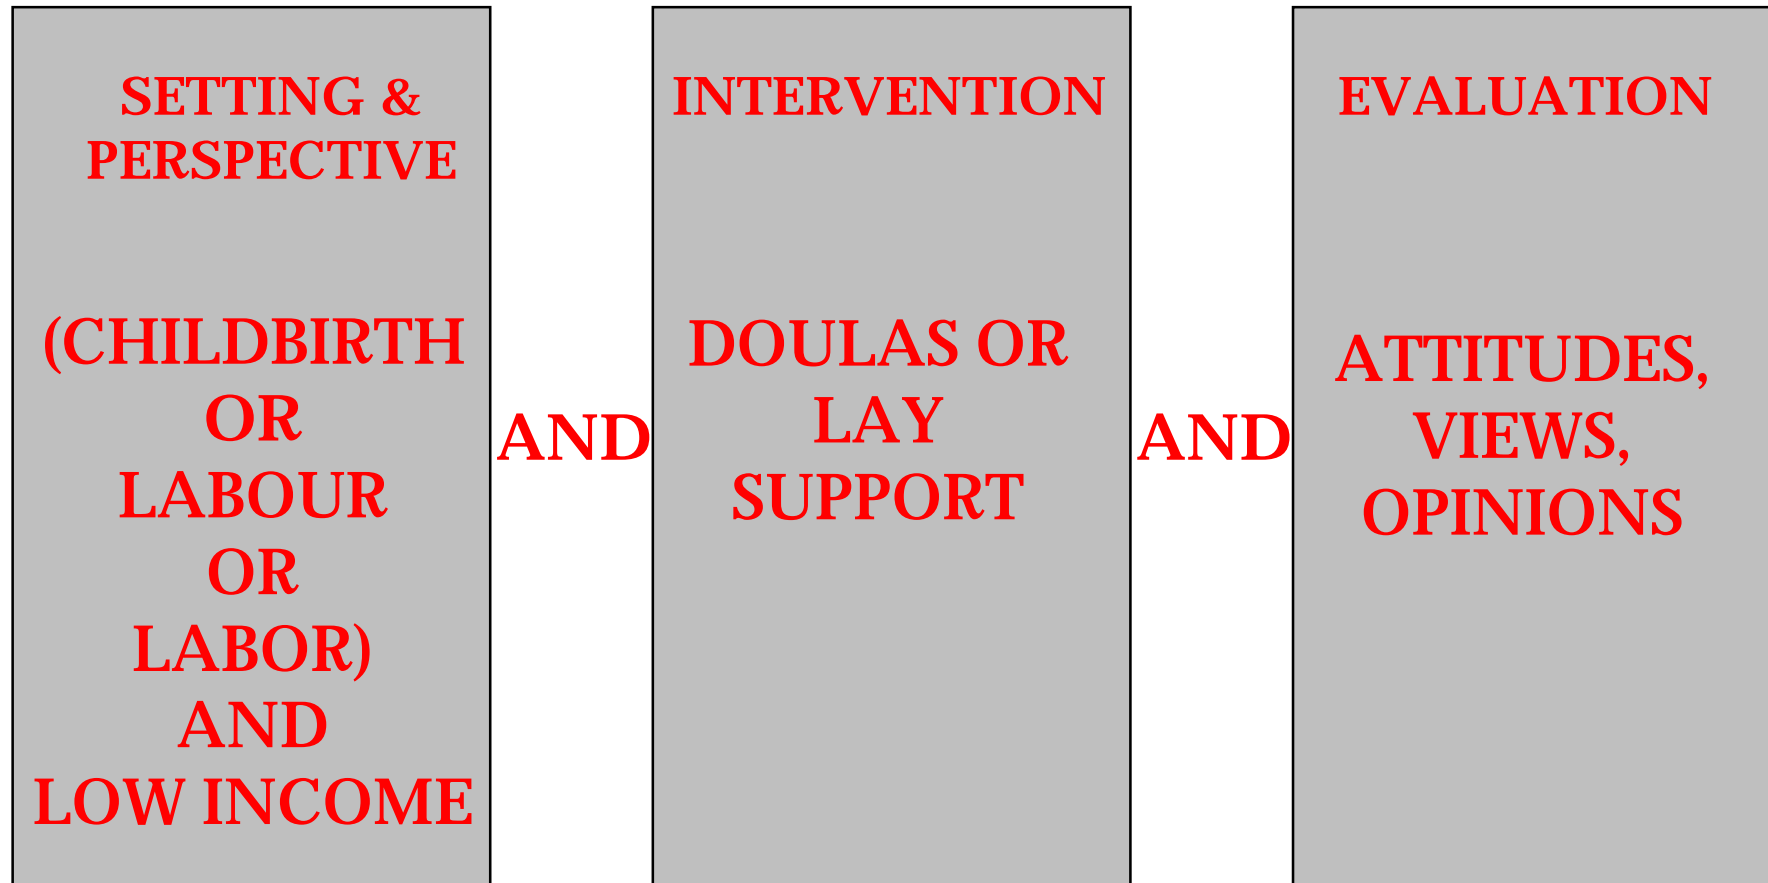 SETTING &
PERSPECTIVE
(CHILDBIRTH
OR
LABOUR
OR
LABOR)
AND
LOW INCOME
AND
INTERVENTION
DOULAS OR
LAY
SUPPORT
AND
EVALUATION
ATTITUDES,
VIEWS,
OPINIONS